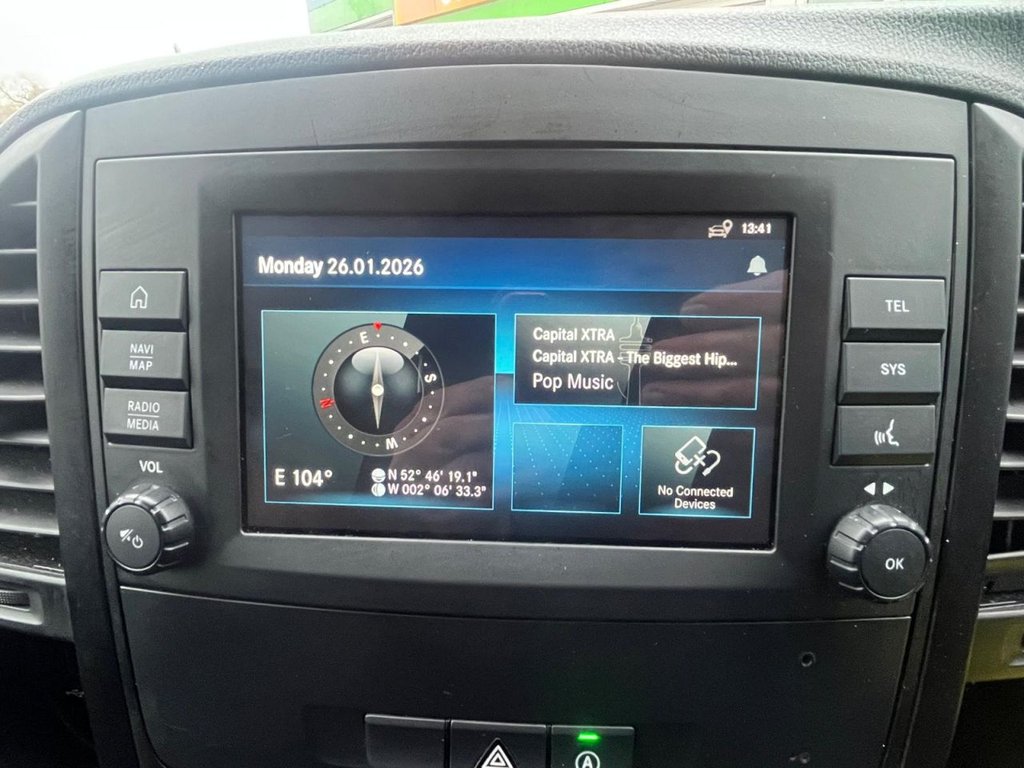 13:41
Monday 26.01.2026
E
S
N
W
E 104°
N 52° 46' 19.1"
W 002° 06' 33.3"
Capital XTRA
Capital XTRA - The Biggest Hip...
Pop Music
No Connected
Devices
NAVI
MAP
RADIO
MEDIA
VOL
TEL
SYS
OK
A